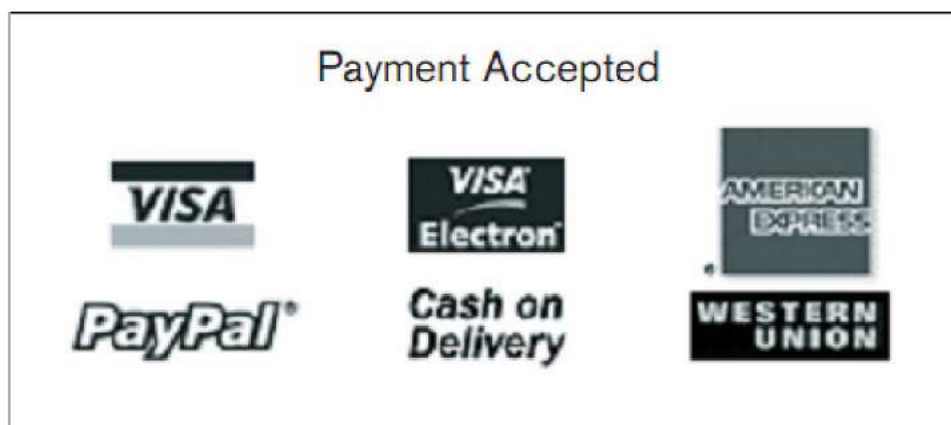 Payment Accepted
VISA
VISA
Electron
AMERICAN
EXPRESS
PayPal®
Cash on
Delivery
WESTERN
UNION